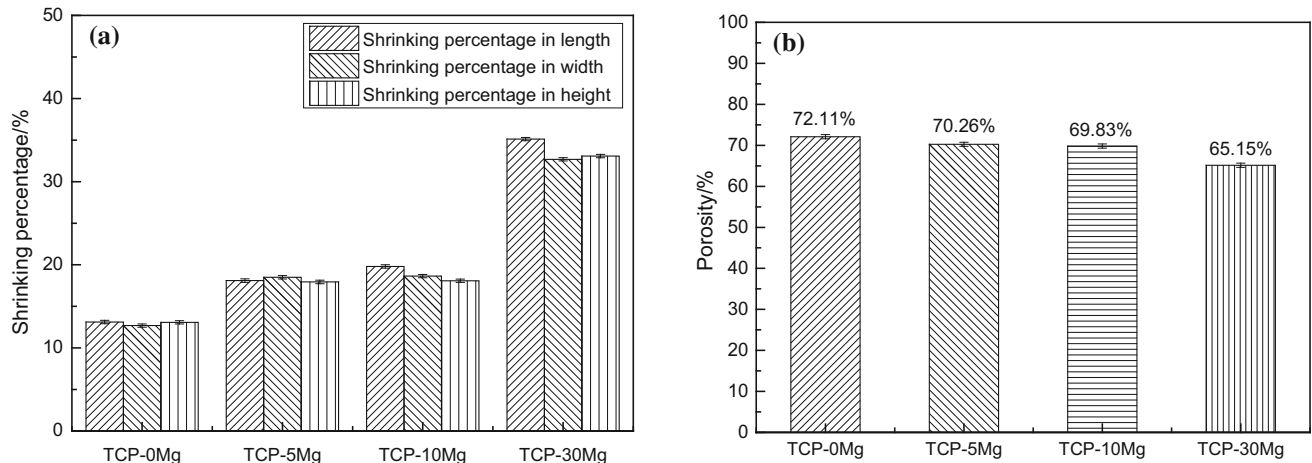 (a)
Shrinking percentage in length
Shrinking percentage in width
Shrinking percentage in height
Shrinking percentage/%
50
40
30
20
10
0
TCP-0Mg TCP-5Mg TCP-10Mg TCP-30Mg
(b)
Porosity/%
100
90
80
70
60
50
40
30
20
10
0
72.11%
70.26%
69.83%
65.15%
TCP-0Mg TCP-5Mg TCP-10Mg TCP-30Mg